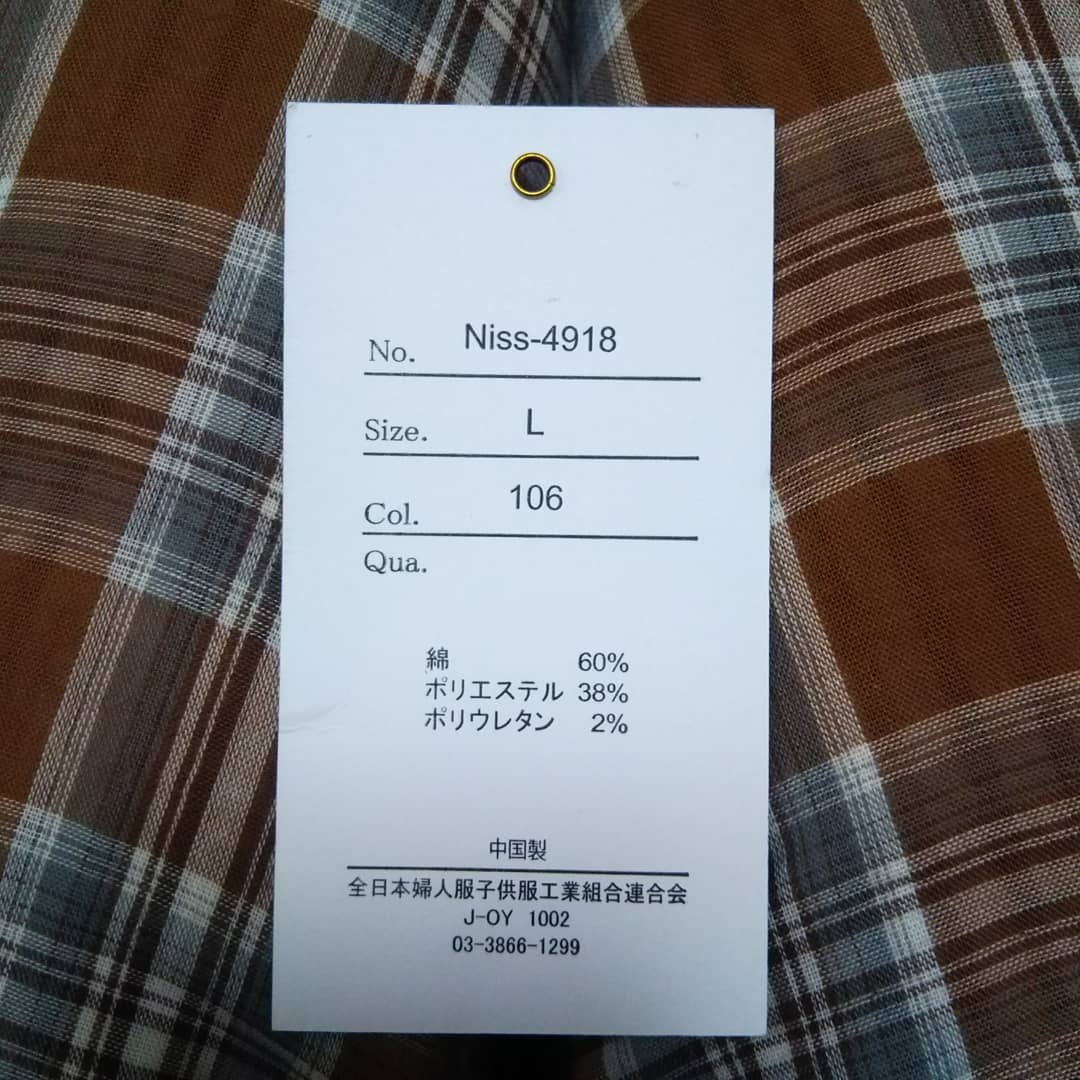 No. Niss-4918
Size. L
Col. 106
Qua.
綿 60%
ポリエステル 38%
ポリウレタン 2%
中国製
全日本婦人服子供服工業組合連合会
J-OY 1002
03-3866-1299